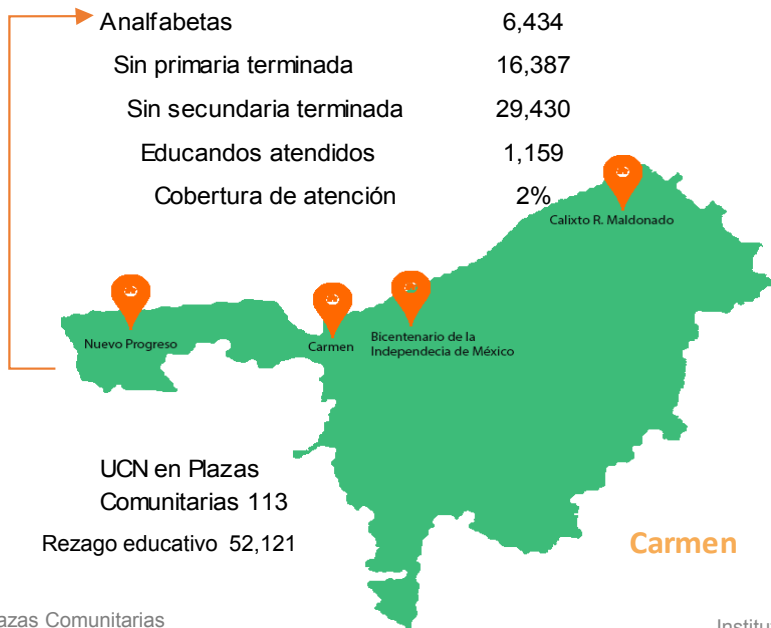 Analfabetas 6,434
Sin primaria terminada 16,387
Sin secundaria terminada 29,430
Educandos atendidos 1,159
Cobertura de atención 2%
Calixto R. Maldonado
Nuevo Progreso
Carmen
Bicentenario de la
Independecia de México
UCN en Plazas
Comunitarias 113
Rezago educativo 52,121
Carmen
lazas Comunitarias
Institu